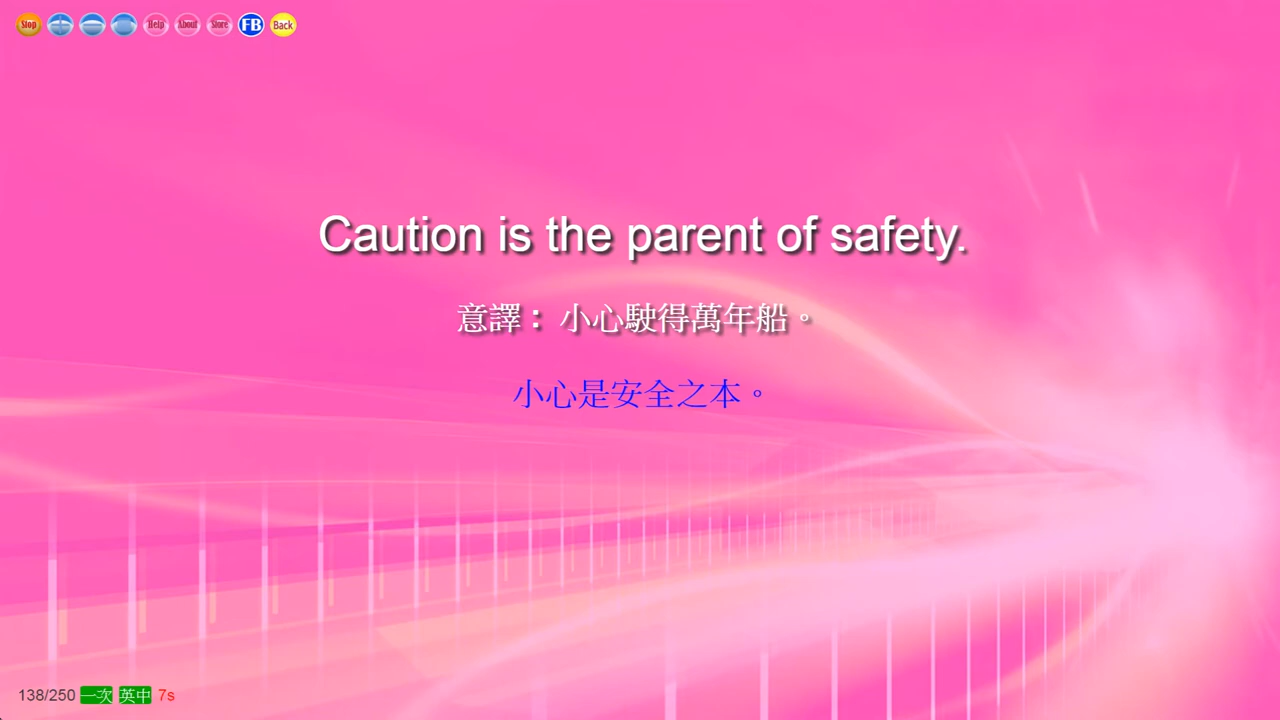 Stop Help About Store FB Back
Caution is the parent of safety.
意譯： 小心駛得萬年船。
小心是安全之本。
138/250 一次 英中 7s